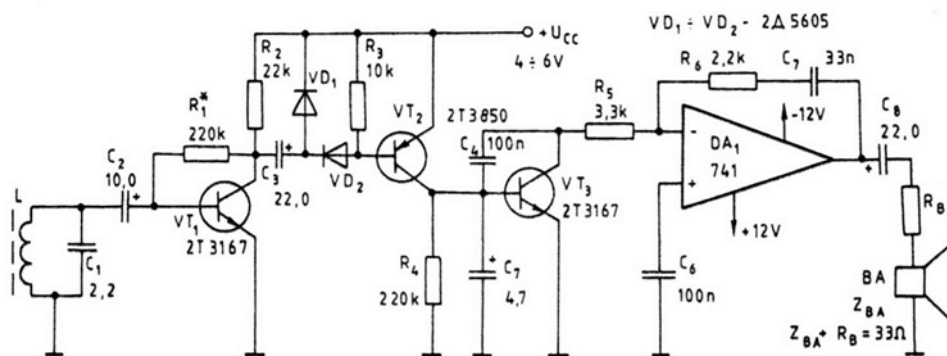 VD1 ÷ VD2 - 2Δ5605
+ UCC
4 ÷ 6V
R2
22k
VD1
R3
10k
R1*
220k
VT2
2T3850
C4
100n
R5
3,3k
R6 2,2k
C7
33n
-12V
C8
22,0
DA1
741
-
+
+12V
C2
10,0 +
C3
22,0
+
VD2
VT1
2T3167
VT3
2T3167
L
C1
2,2
R4
220k
+
C7
4,7
C6
100n
+
RB
BA
ZBA
ZBA + RB = 33Ω